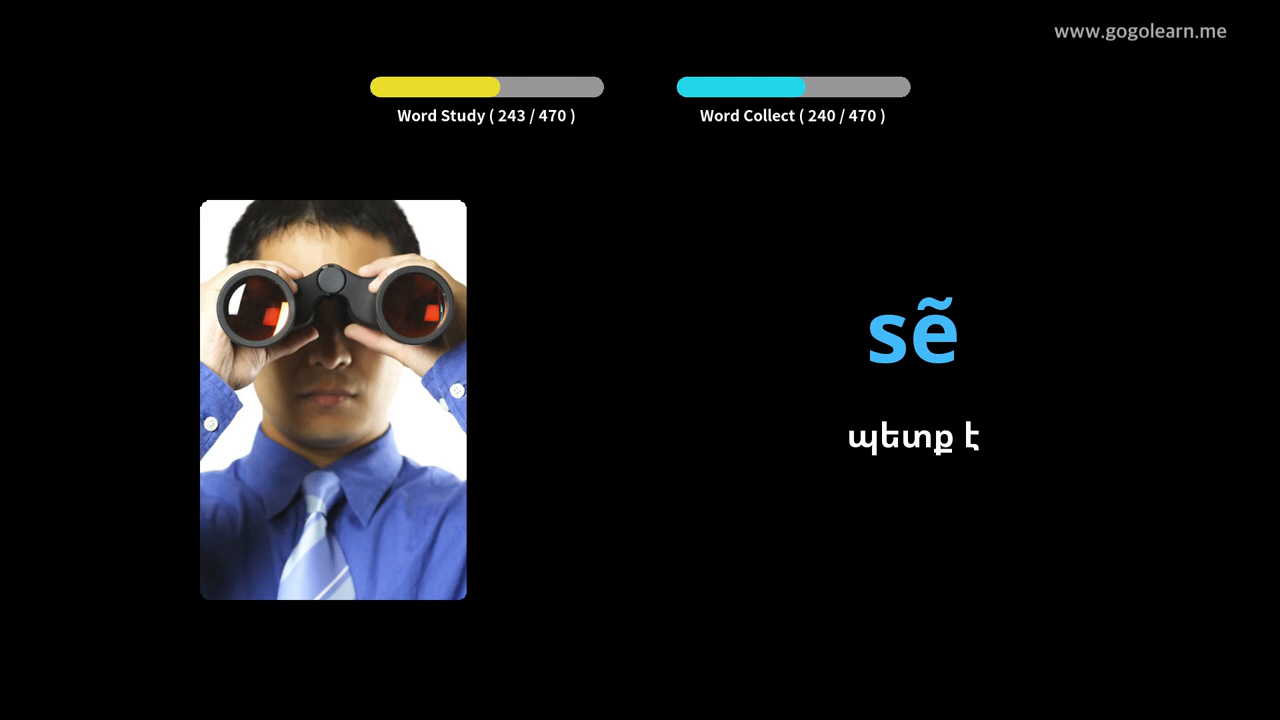 www.gogolearn.me
Word Study ( 243 / 470 )
Word Collect ( 240 / 470 )
sẽ
պետք է